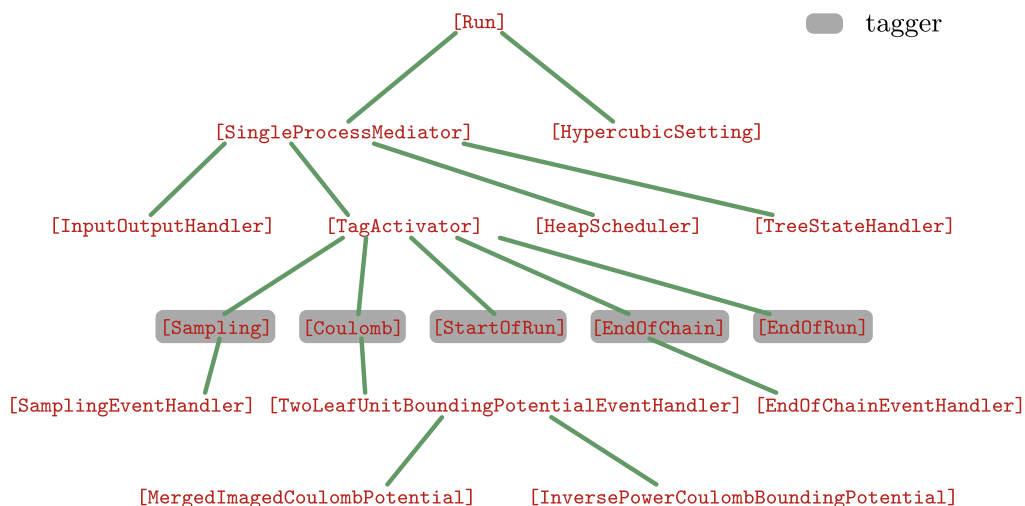 [Run]
tagger
[SingleProcessMediator]
[HypercubicSetting]
[InputOutputHandler]
[TagActivator]
[HeapScheduler]
[TreeStateHandler]
[Sampling]
[Coulomb]
[StartOfRun]
[EndOfChain]
[EndOfRun]
[SamplingEventHandler]
[TwoLeafUnitBoundingPotentialEventHandler]
[EndOfChainEventHandler]
[MergedImagedCoulombPotential]
[InversePowerCoulombBoundingPotential]